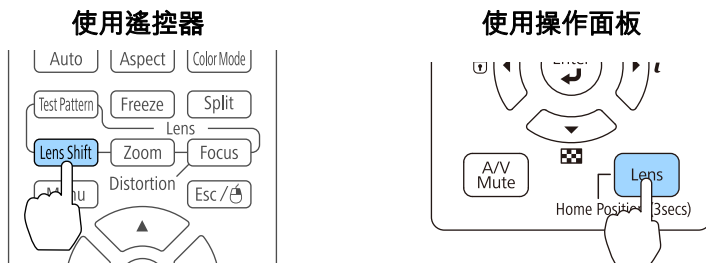 使用遙控器
Auto Aspect Color Mode
Test Pattern Freeze Split
Lens
Lens Shift Zoom Focus
Distortion
Esc /
使用操作面板
A/V
Mute
Lens
Home Position (3secs)